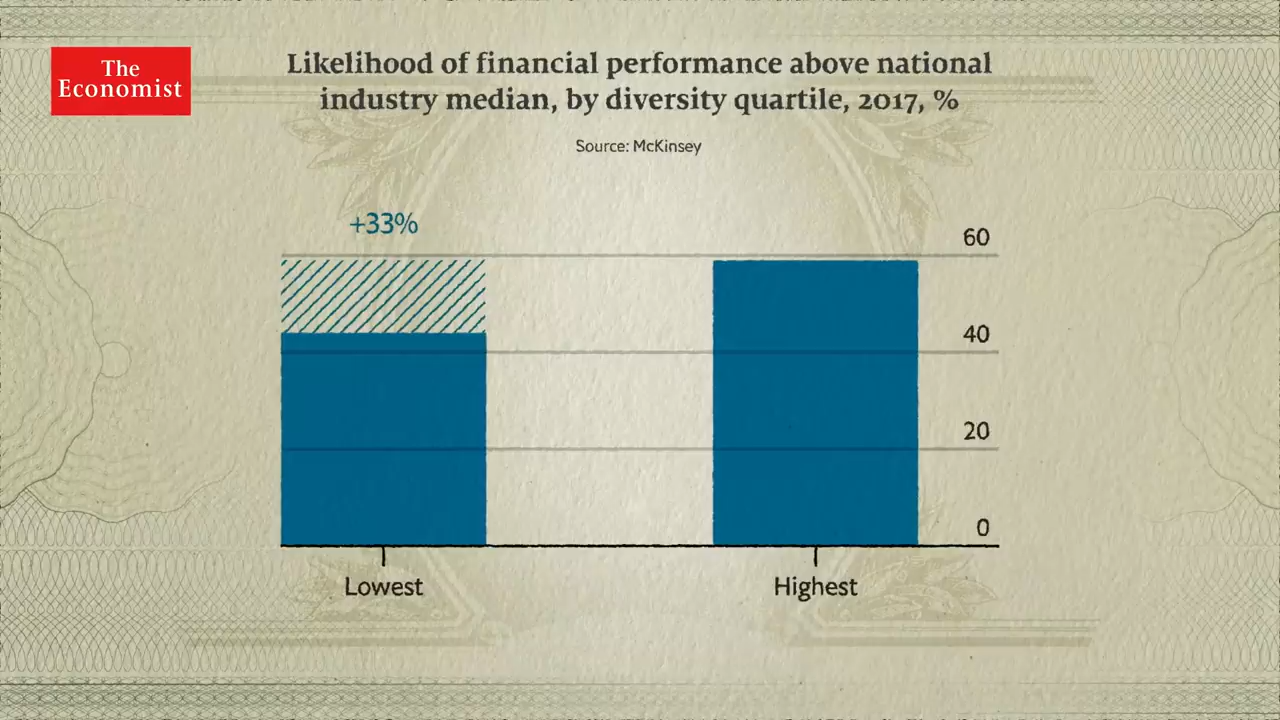 The
Economist
Likelihood of financial performance above national
industry median, by diversity quartile, 2017, %
Source: McKinsey
+33%
60
40
20
0
Lowest
Highest